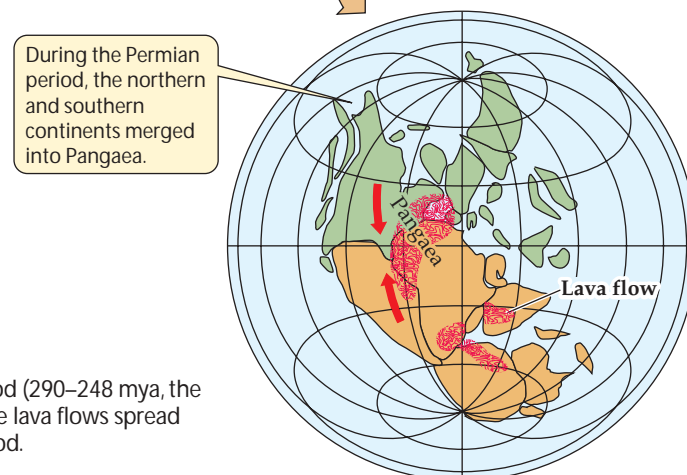 During the Permian
period, the northern
and southern
continents merged
into Pangaea.
Pangaea
Lava flow
od (290–248 mya, the
e lava flows spread
od.